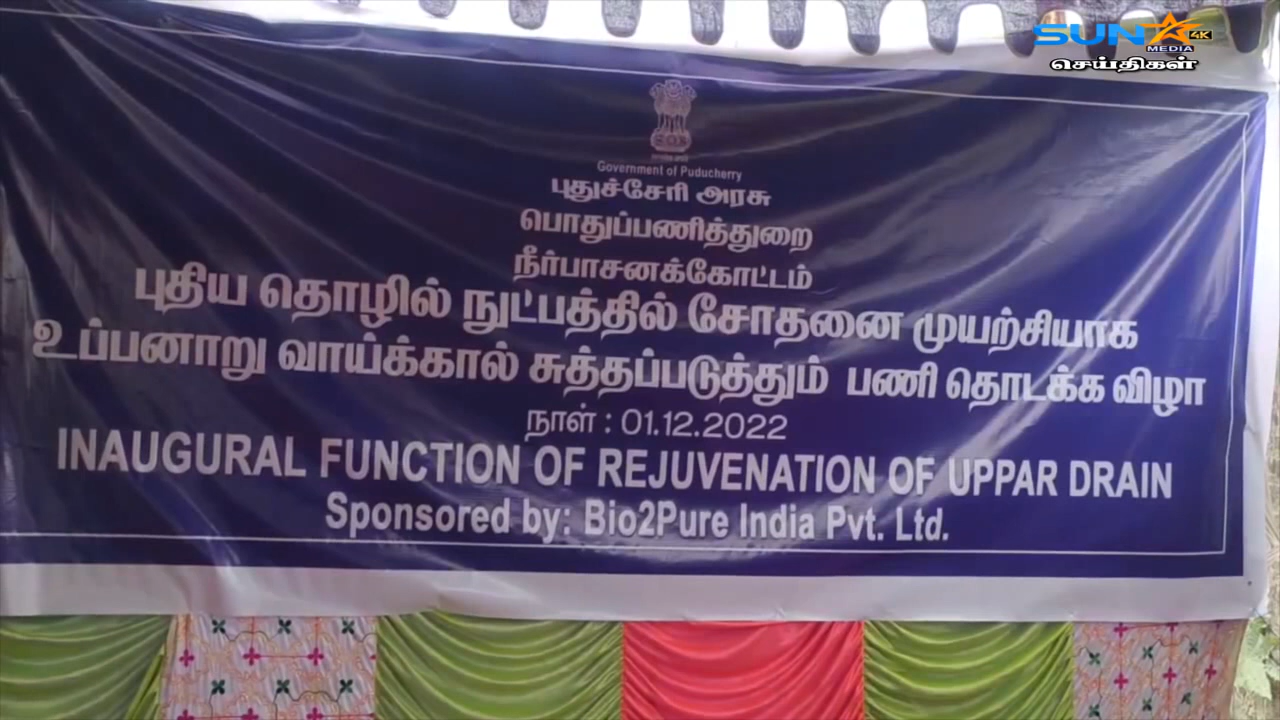 SUN MEDIA 4K
செய்திகள்
Government of Puducherry
புதுச்சேரி அரசு
பொதுப்பணித்துறை
நீர்பாசனக்கோட்டம்
புதிய தொழில் நுட்பத்தில் சோதனை முயற்சியாக
உப்பனாறு வாய்க்கால் சுத்தப்படுத்தும் பணி தொடக்க விழா
நாள் : 01.12.2022
INAUGURAL FUNCTION OF REJUVENATION OF UPPAR DRAIN
Sponsored by: Bio2Pure India Pvt. Ltd.